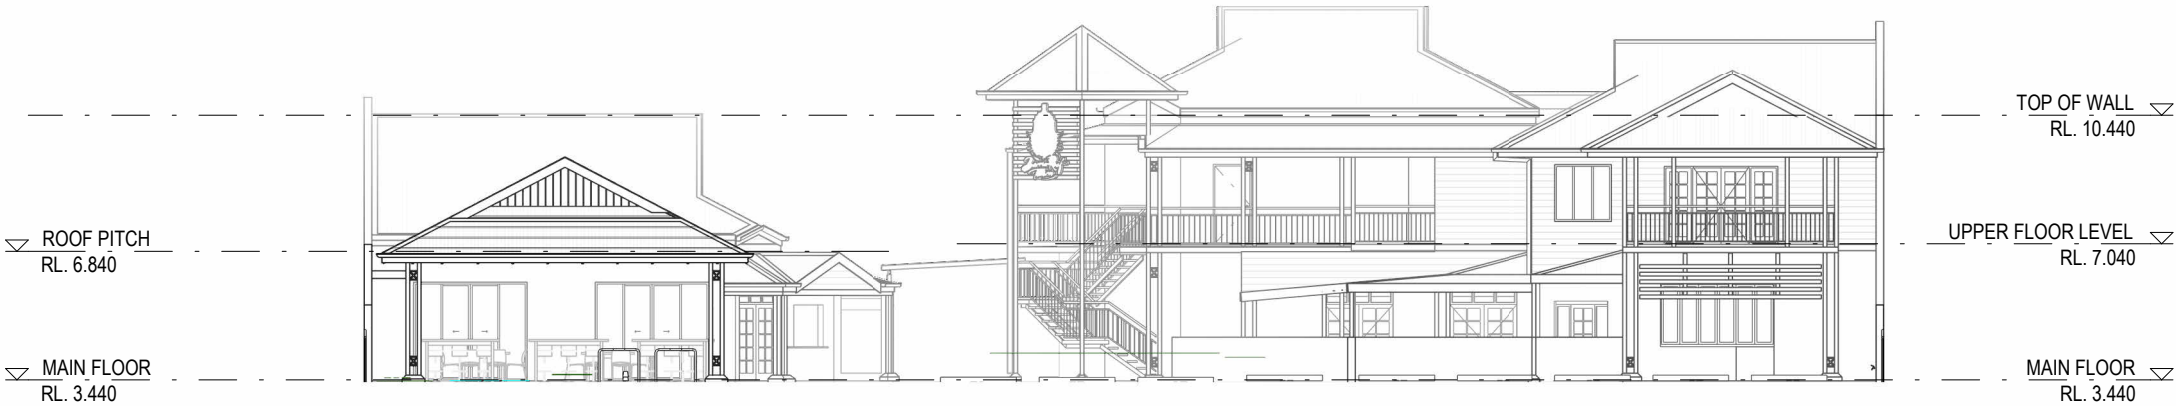 TOP OF WALL
RL. 10.440
ROOF PITCH
RL. 6.840
UPPER FLOOR LEVEL
RL. 7.040
MAIN FLOOR
RL. 3.440
MAIN FLOOR
RL. 3.440